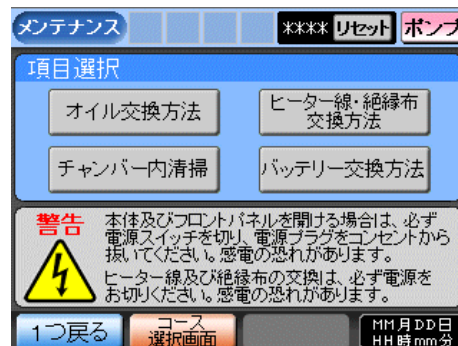 メンテナンス
**** リセット ポンプ
項目選択
オイル交換方法
ヒーター線・絶縁布
交換方法
チャンバー内清掃
バッテリー交換方法
警告
本体及びフロントパネルを開ける場合は、必ず
電源スイッチを切り、電源プラグをコンセントから
抜いてください。感電の恐れがあります。
ヒーター線及び絶縁布の交換は、必ず電源を
お切りください。感電の恐れがあります。
1つ戻る
コース
選択画面
MM月DD日
HH時mm分